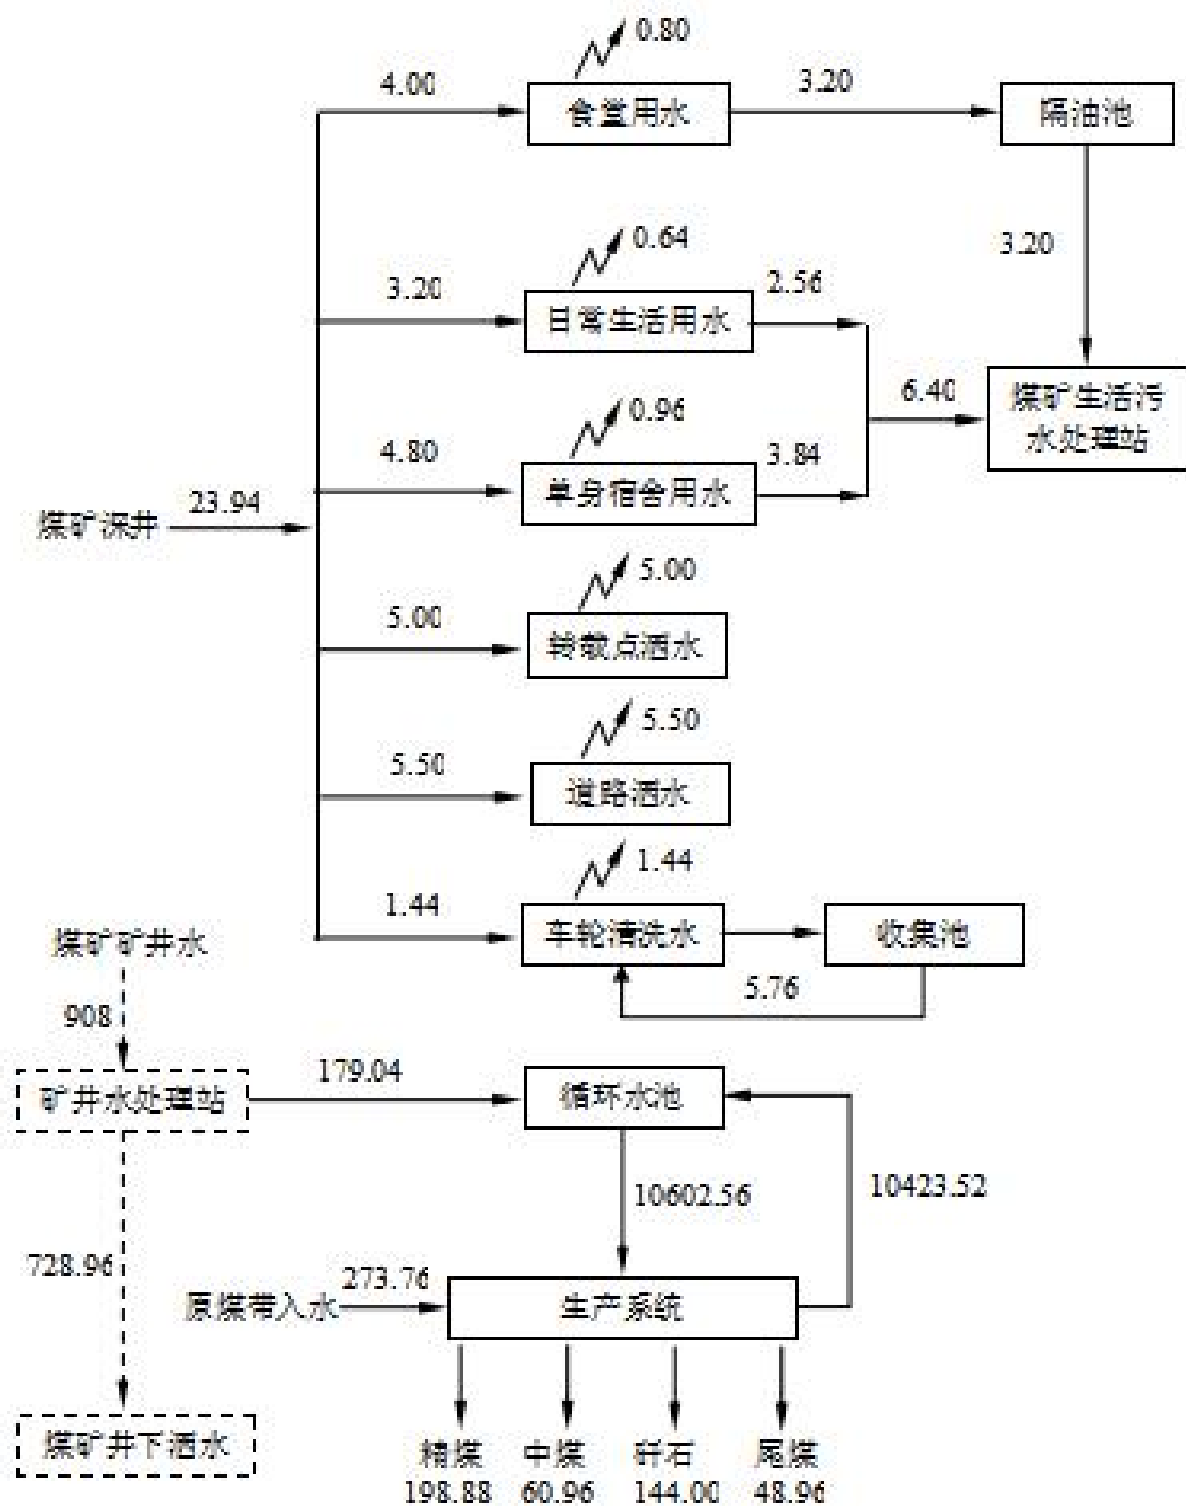 0.80
4.00
食堂用水
3.20
隔油池
3.20
0.64
3.20
日常生活用水
2.56
6.40
煤矿生活污
水处理站
0.96
4.80
单身宿舍用水
3.84
煤矿深井
23.94
5.00
5.00
转载点洒水
5.50
5.50
道路洒水
1.44
1.44
车轮清洗水
收集池
5.76
煤矿矿井水
908
矿井水处理站
179.04
循环水池
10602.56
10423.52
728.96
原煤带入水
273.76
生产系统
煤矿井下洒水
精煤
198.88
中煤
60.96
矸石
144.00
尾煤
48.96